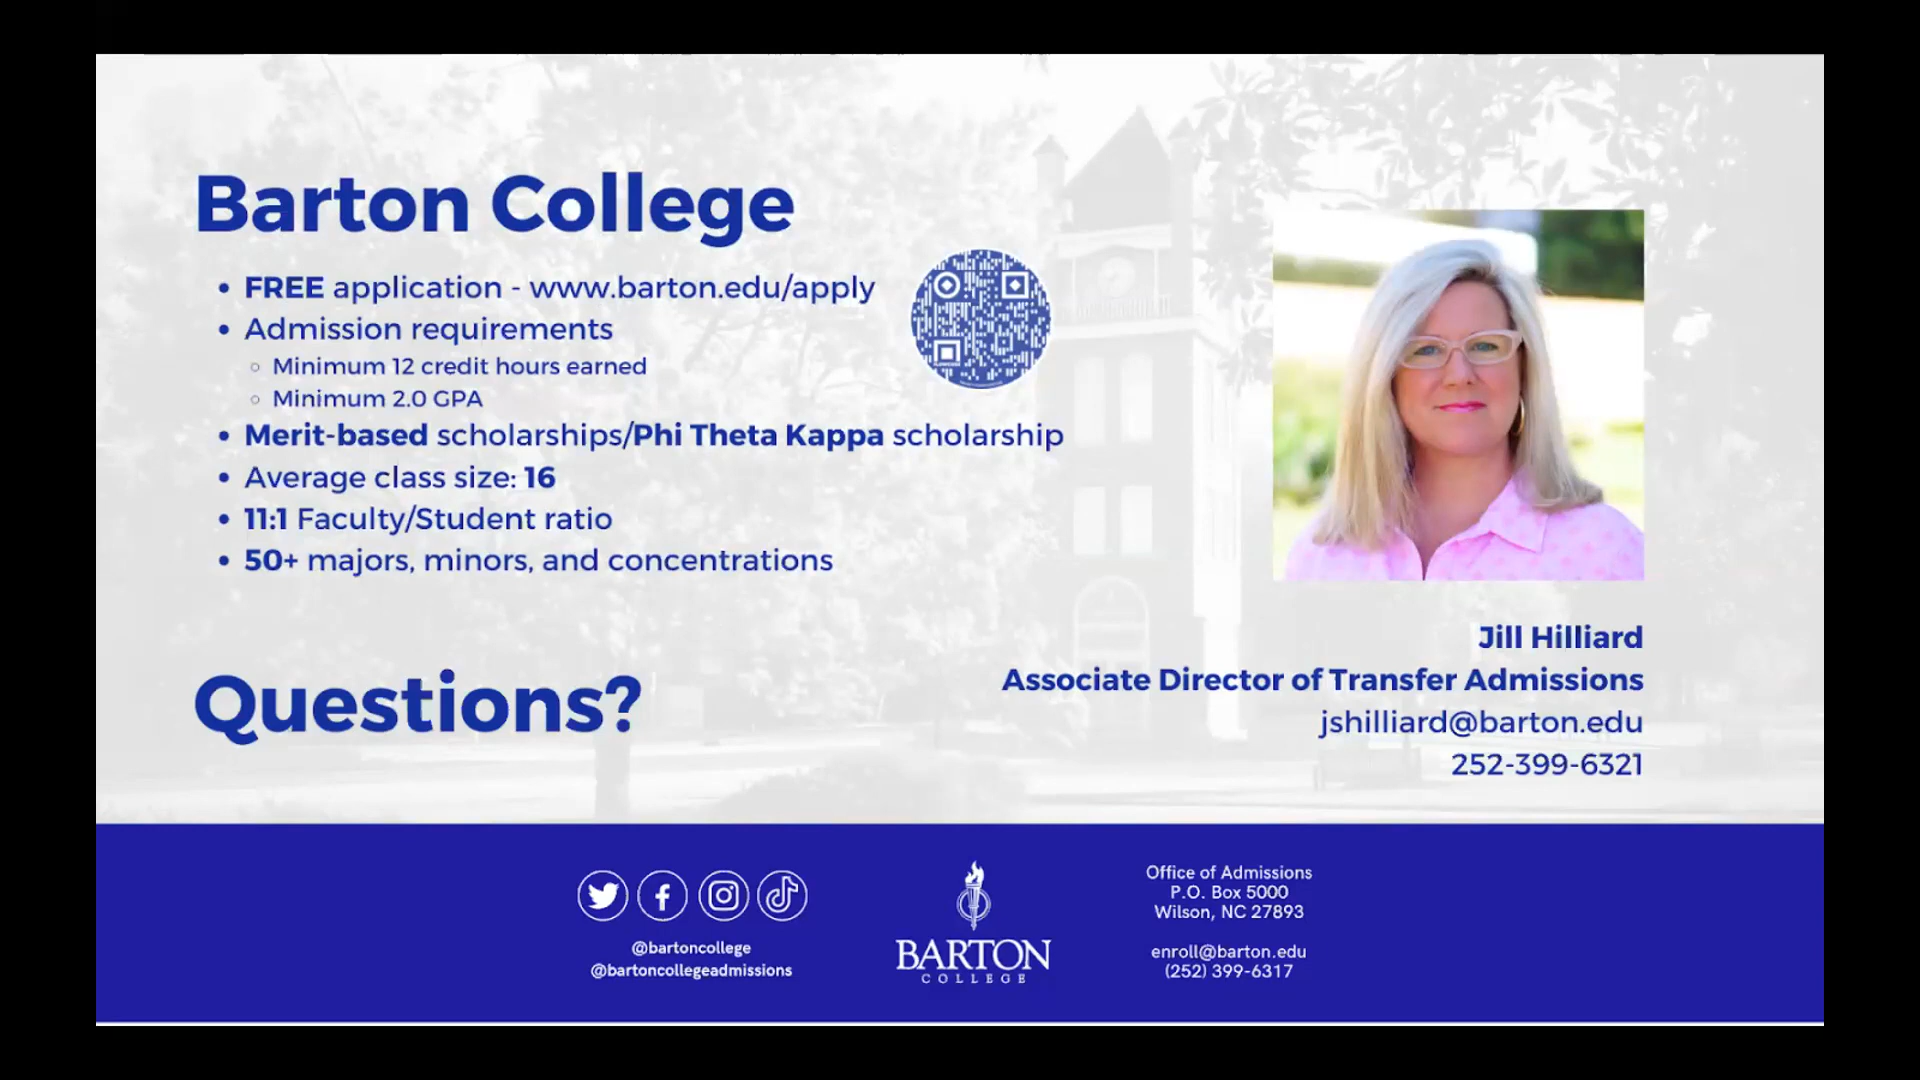 Barton College
FREE application - www.barton.edu/apply
Admission requirements
Minimum 12 credit hours earned
Minimum 2.0 GPA
Merit-based scholarships/Phi Theta Kappa scholarship
Average class size: 16
11:1 Faculty/Student ratio
50+ majors, minors, and concentrations
Questions?
Jill Hilliard
Associate Director of Transfer Admissions
jshilliard@barton.edu
252-399-6321
@bartoncollege
@bartoncollegeadmissions
BARTON
COLLEGE
Office of Admissions
P.O. Box 5000
Wilson, NC 27893
enroll@barton.edu
(252) 399-6317